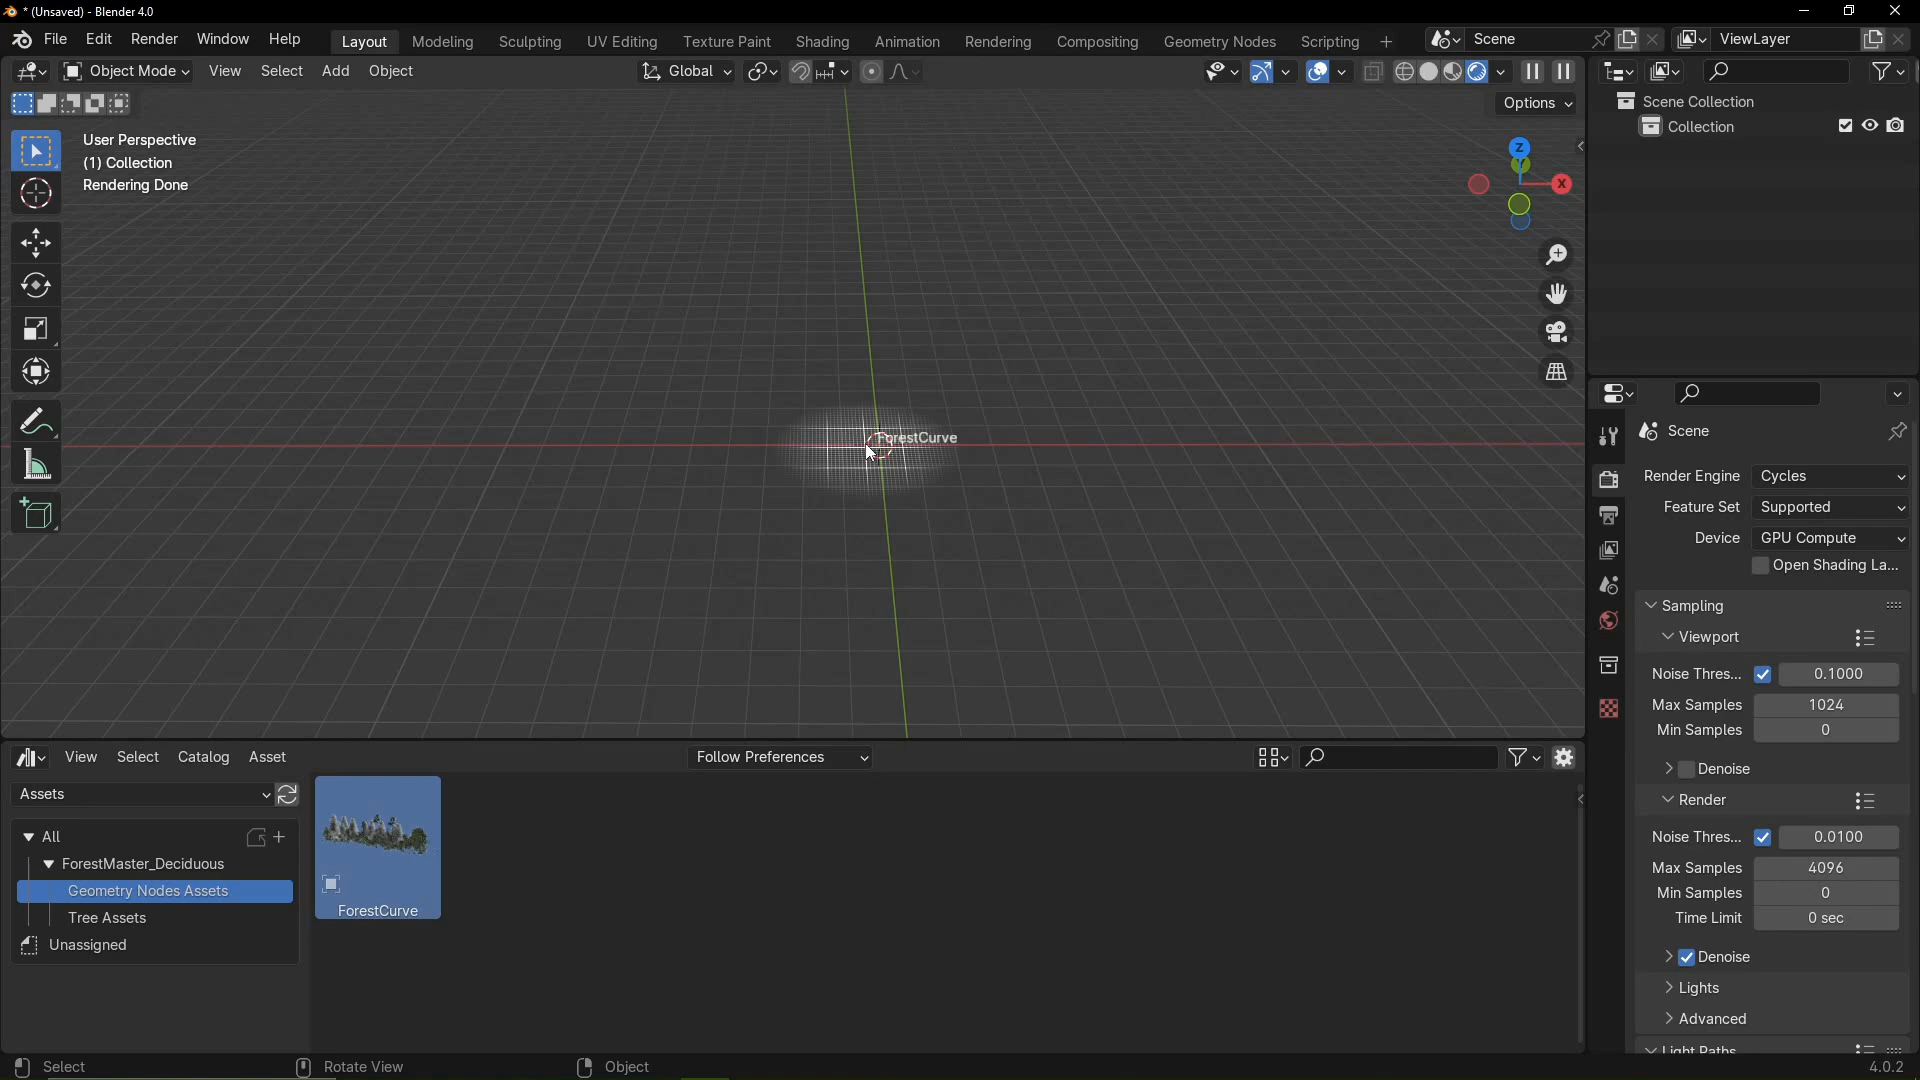 * (Unsaved) - Blender 4.0
File Edit Render Window Help Layout Modeling Sculpting UV Editing Texture Paint Shading Animation Rendering Compositing Geometry Nodes Scripting + Scene ViewLayer
Object Mode View Select Add Object Global
Options
User Perspective
(1) Collection
Rendering Done
Z
X
ForestCurve
Scene Collection
Collection
Scene
Render Engine Cycles
Feature Set Supported
Device GPU Compute
Open Shading La...
Sampling
Viewport
Noise Thres... 0.1000
Max Samples 1024
Min Samples 0
Denoise
Render
Noise Thres... 0.0100
Max Samples 4096
Min Samples 0
Time Limit 0 sec
Denoise
Lights
Advanced
Light Paths
View Select Catalog Asset Follow Preferences
Assets
All
ForestMaster_Deciduous
Geometry Nodes Assets
Tree Assets
Unassigned
ForestCurve
Select Rotate View Object 4.0.2